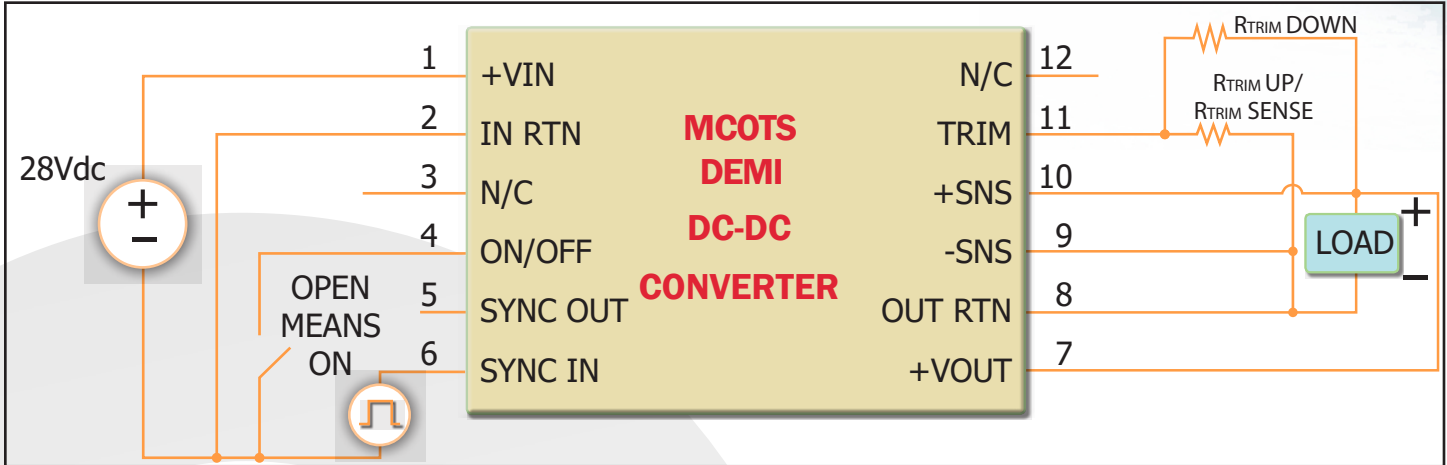 28Vdc
+
−
OPEN
MEANS
ON
1
2
3
4
5
6
+VIN
IN RTN
N/C
ON/OFF
SYNC OUT
SYNC IN
MCOTS
DEMI
DC-DC
CONVERTER
N/C
TRIM
+SNS
-SNS
OUT RTN
+VOUT
12
11
10
9
8
7
RTRIM DOWN
RTRIM UP/
RTRIM SENSE
+
LOAD
−